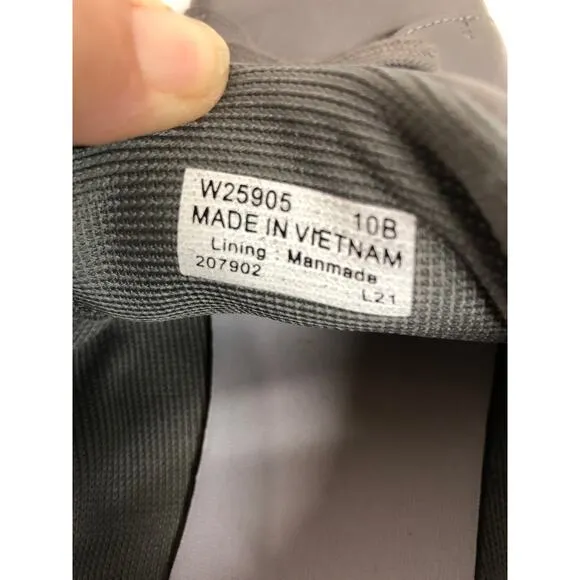 W25905 10B
MADE IN VIETNAM
Lining : Manmade
207902 L21